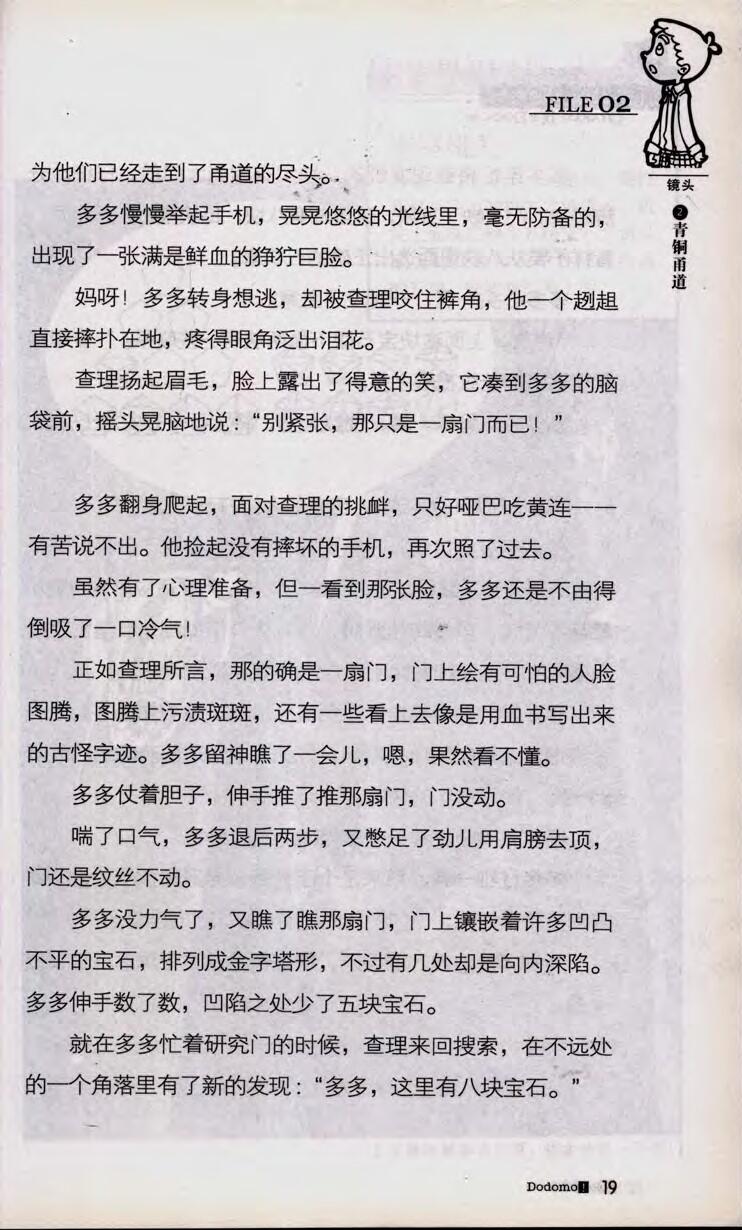 FILE 02
镜头
❷青铜甬道
为他们已经走到了甬道的尽头。
多多慢慢举起手机，晃晃悠悠的光线里，毫无防备的，
出现了一张满是鲜血的狰狞巨脸。
妈呀！多多转身想逃，却被查理咬住裤角，他一个趔趄
直接摔扑在地，疼得眼角泛出泪花。
查理扬起眉毛，脸上露出了得意的笑，它凑到多多的脑
袋前，摇头晃脑地说：“别紧张，那只是一扇门而已！”
多多翻身爬起，面对查理的挑衅，只好哑巴吃黄连——
有苦说不出。他捡起没有摔坏的手机，再次照了过去。
虽然有了心理准备，但一看到那张脸，多多还是不由得
倒吸了一口冷气！
正如查理所言，那的确是一扇门，门上绘有可怕的人脸
图腾，图腾上污渍斑斑，还有一些看上去像是用血书写出来
的古怪字迹。多多留神瞧了一会儿，嗯，果然看不懂。
多多仗着胆子，伸手推了推那扇门，门没动。
喘了口气，多多退后两步，又憋足了劲儿用肩膀去顶，
门还是纹丝不动。
多多没力气了，又瞧了瞧那扇门，门上镶嵌着许多凹凸
不平的宝石，排列成金字塔形，不过有几处却是向内深陷。
多多伸手数了数，凹陷之处少了五块宝石。
就在多多忙着研究门的时候，查理来回搜索，在不远处
的一个角落里有了新的发现：“多多，这里有八块宝石。”
Dodomo! 19